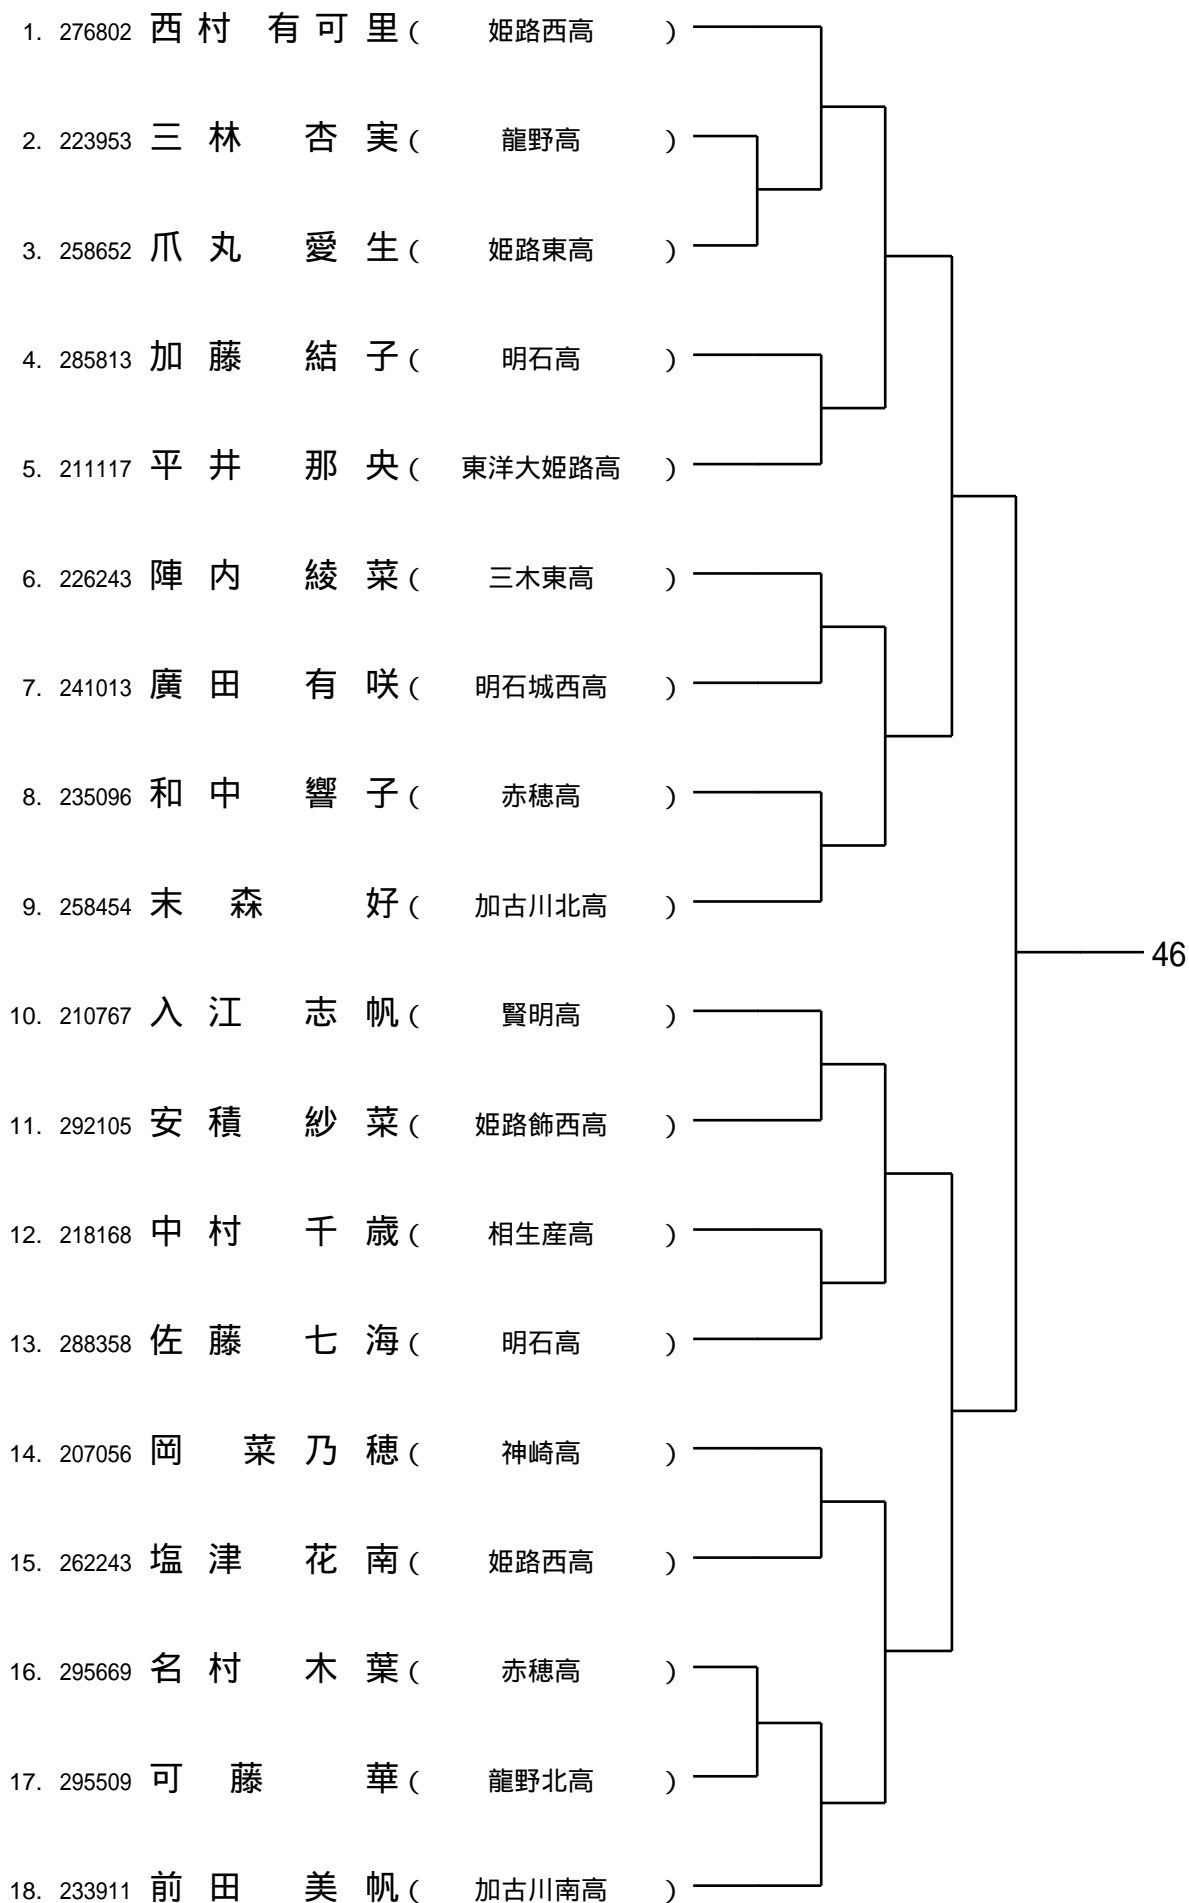 1. 276802 西村 有可里 ( 姫路西高 )
2. 223953 三林 杏実 ( 龍野高 )
3. 258652 爪丸 愛生 ( 姫路東高 )
4. 285813 加藤 結子 ( 明石高 )
5. 211117 平井 那央 ( 東洋大姫路高 )
6. 226243 陣内 綾菜 ( 三木東高 )
7. 241013 廣田 有咲 ( 明石城西高 )
8. 235096 和中 響子 ( 赤穂高 )
9. 258454 末森 好 ( 加古川北高 )
46
10. 210767 入江 志帆 ( 賢明高 )
11. 292105 安積 紗菜 ( 姫路飾西高 )
12. 218168 中村 千歳 ( 相生産高 )
13. 288358 佐藤 七海 ( 明石高 )
14. 207056 岡 菜乃穂 ( 神崎高 )
15. 262243 塩津 花南 ( 姫路西高 )
16. 295669 名村 木葉 ( 赤穂高 )
17. 295509 可藤 華 ( 龍野北高 )
18. 233911 前田 美帆 ( 加古川南高 )